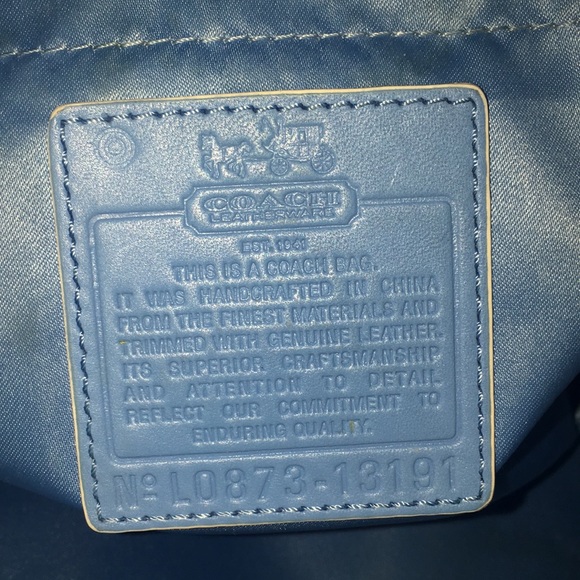 COACH
LEATHERWARE
EST. 1941
THIS IS A COACH BAG.
IT WAS HANDCRAFTED IN CHINA
FROM THE FINEST MATERIALS AND
TRIMMED WITH GENUINE LEATHER.
ITS SUPERIOR CRAFTSMANSHIP
AND ATTENTION TO DETAIL
REFLECT OUR COMMITMENT TO
ENDURING QUALITY.
Nº L0873-13191